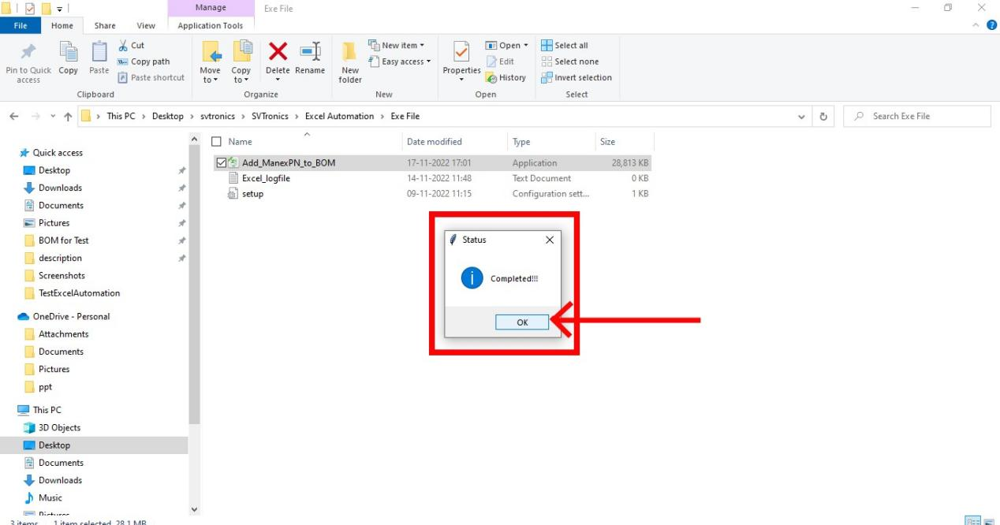 Manage
Exe File
File
Home
Share
View
Application Tools
Pin to Quick access
Copy
Paste
Cut
Copy path
Paste shortcut
Clipboard
Move to
Copy to
Delete
Rename
Organize
New folder
New item
Easy access
New
Properties
Open
Edit
History
Open
Select all
Select none
Invert selection
Select
This PC > Desktop > svtronics > SVTronics > Excel Automation > Exe File
Search Exe File
Name
Date modified
Type
Size
Add_ManexPN_to_BOM 17-11-2022 17:01 Application 28,813 KB
Excel_logfile 14-11-2022 11:48 Text Document 0 KB
setup 09-11-2022 11:15 Configuration sett... 1 KB
Quick access
Desktop
Downloads
Documents
Pictures
BOM for Test
description
Screenshots
TestExcelAutomation
OneDrive - Personal
Attachments
Documents
Pictures
ppt
This PC
3D Objects
Desktop
Documents
Downloads
Music
Pictures
Status
Completed!!!
OK
3 items
1 item selected 28.1 MB